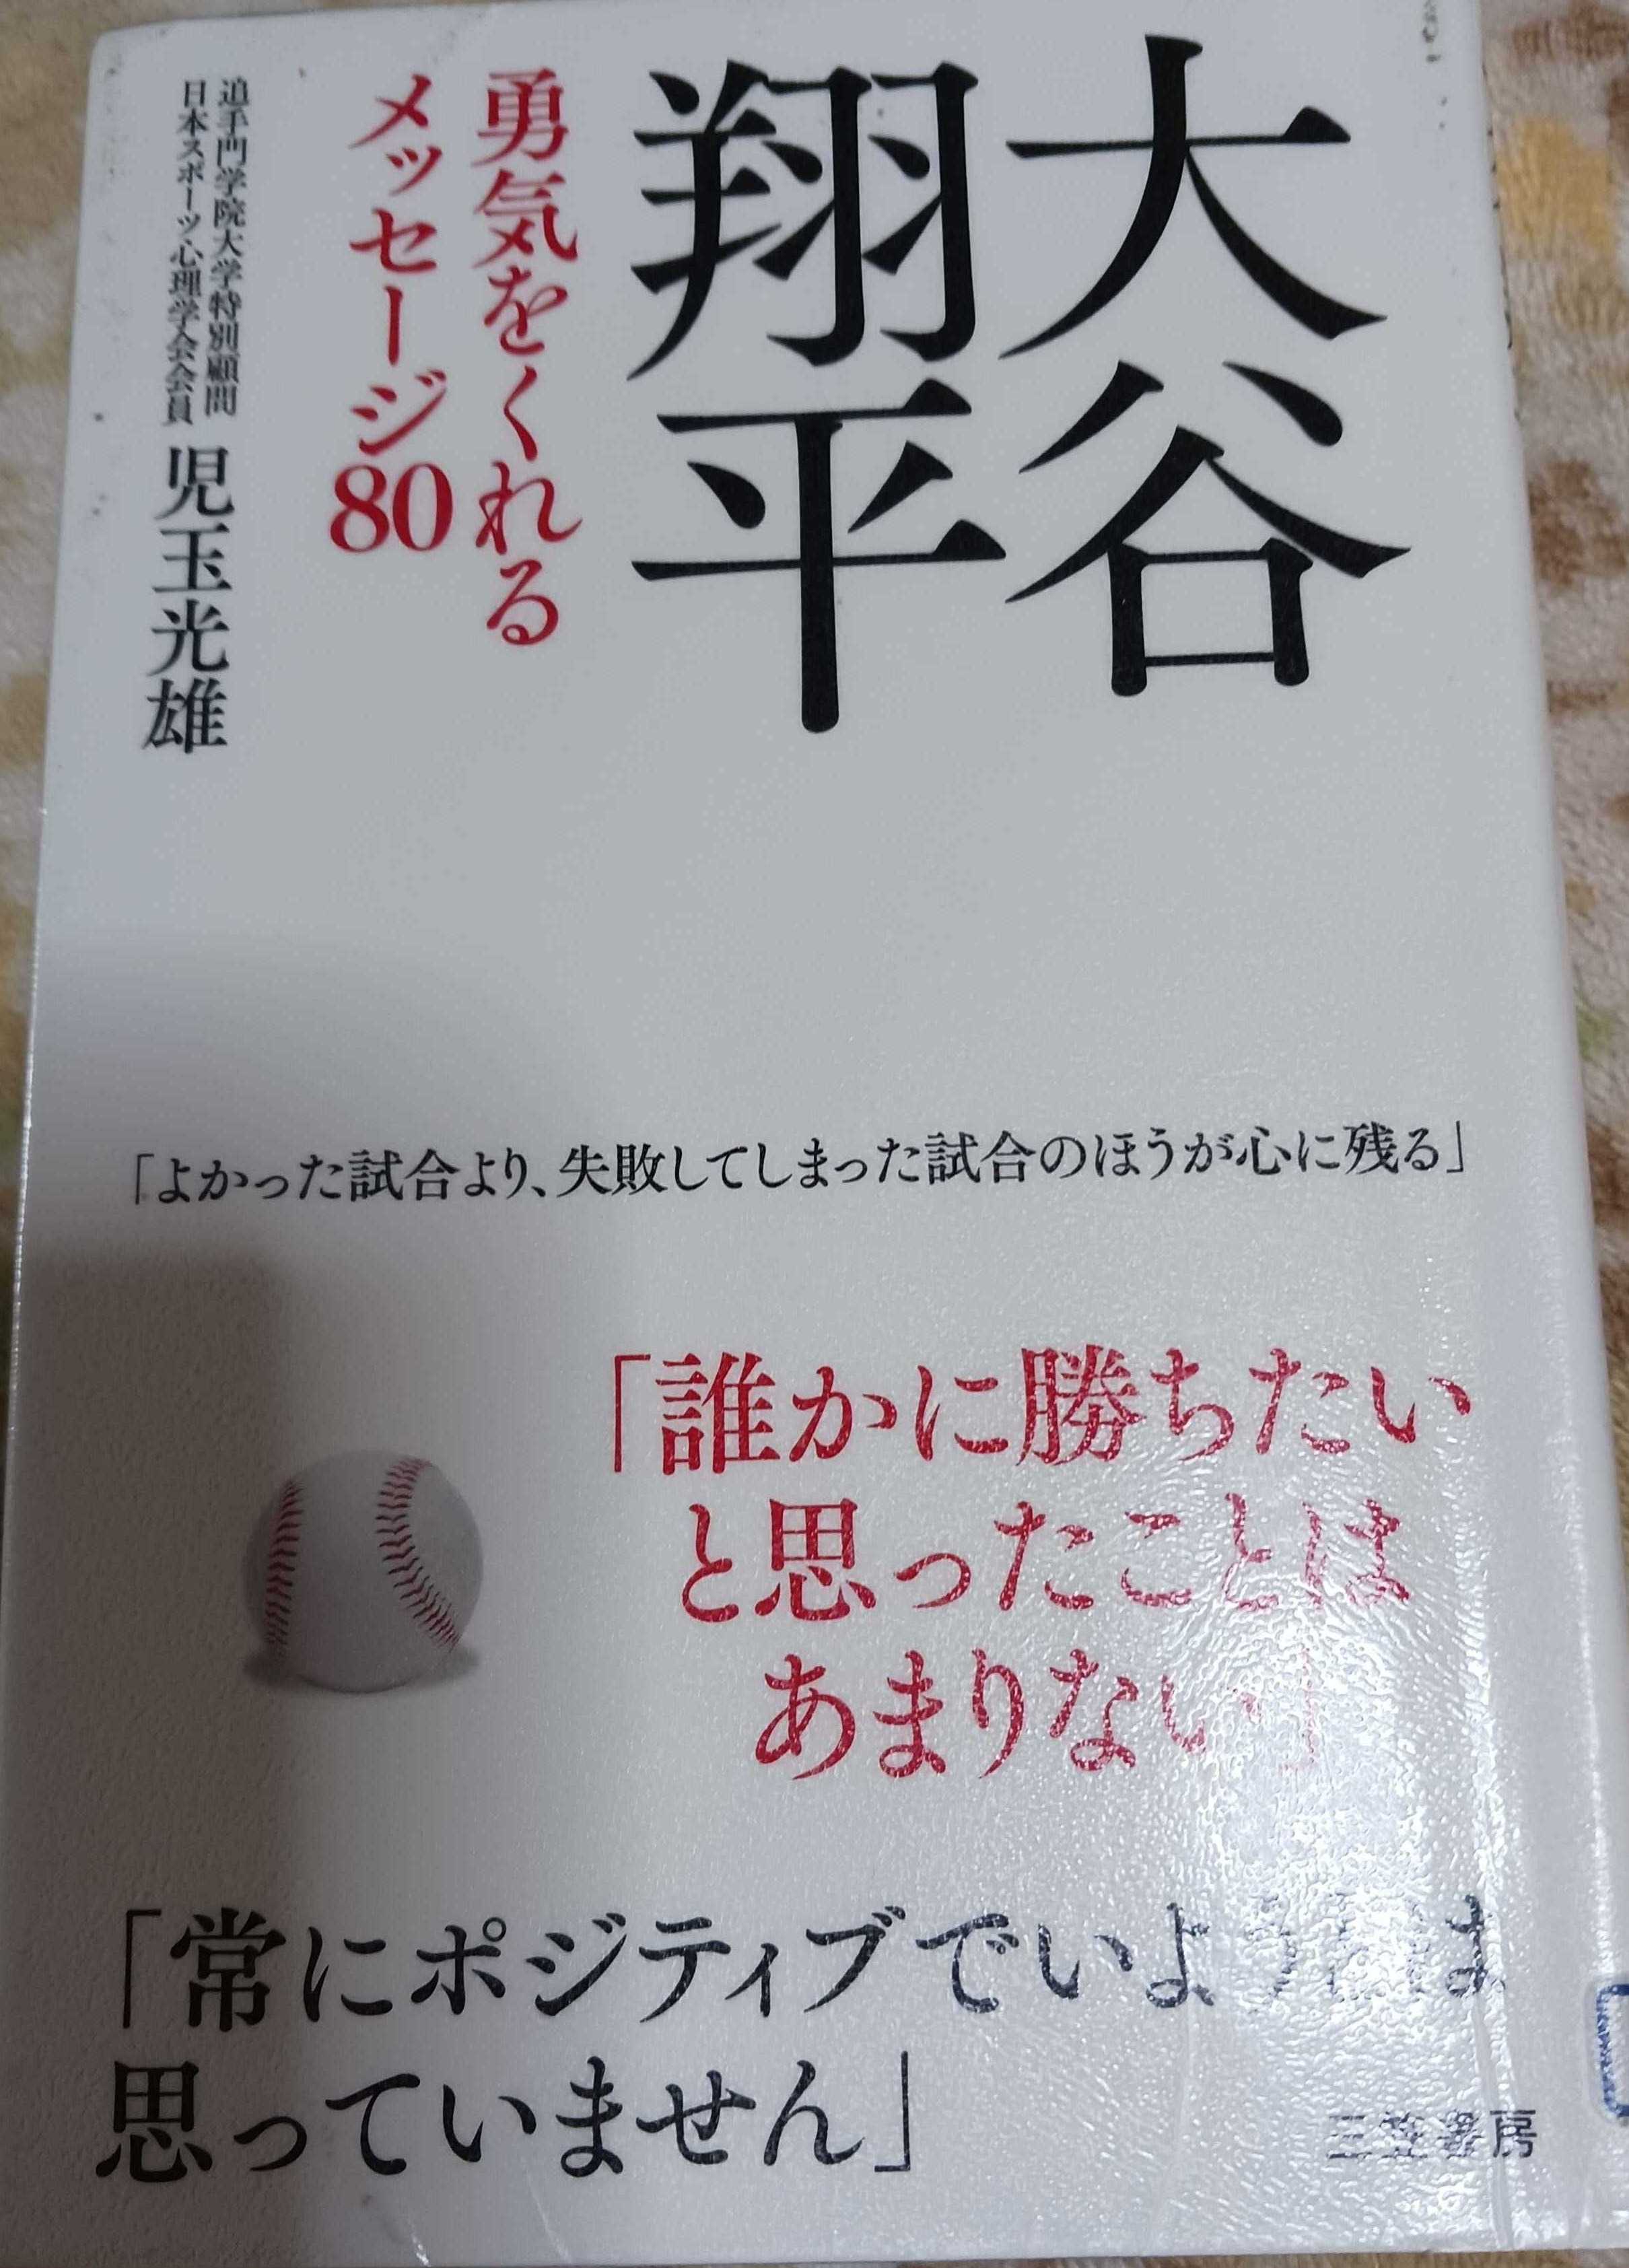 大谷
翔平
勇気をくれる
メッセージ80
追手門学院大学特別顧問
日本スポーツ心理学会会員
児玉光雄
「よかった試合より、失敗してしまった試合のほうが心に残る」
「誰かに勝ちたい
と思ったことは
あまりない」
「常にポジティブでいようとは
思っていません」
三笠書房